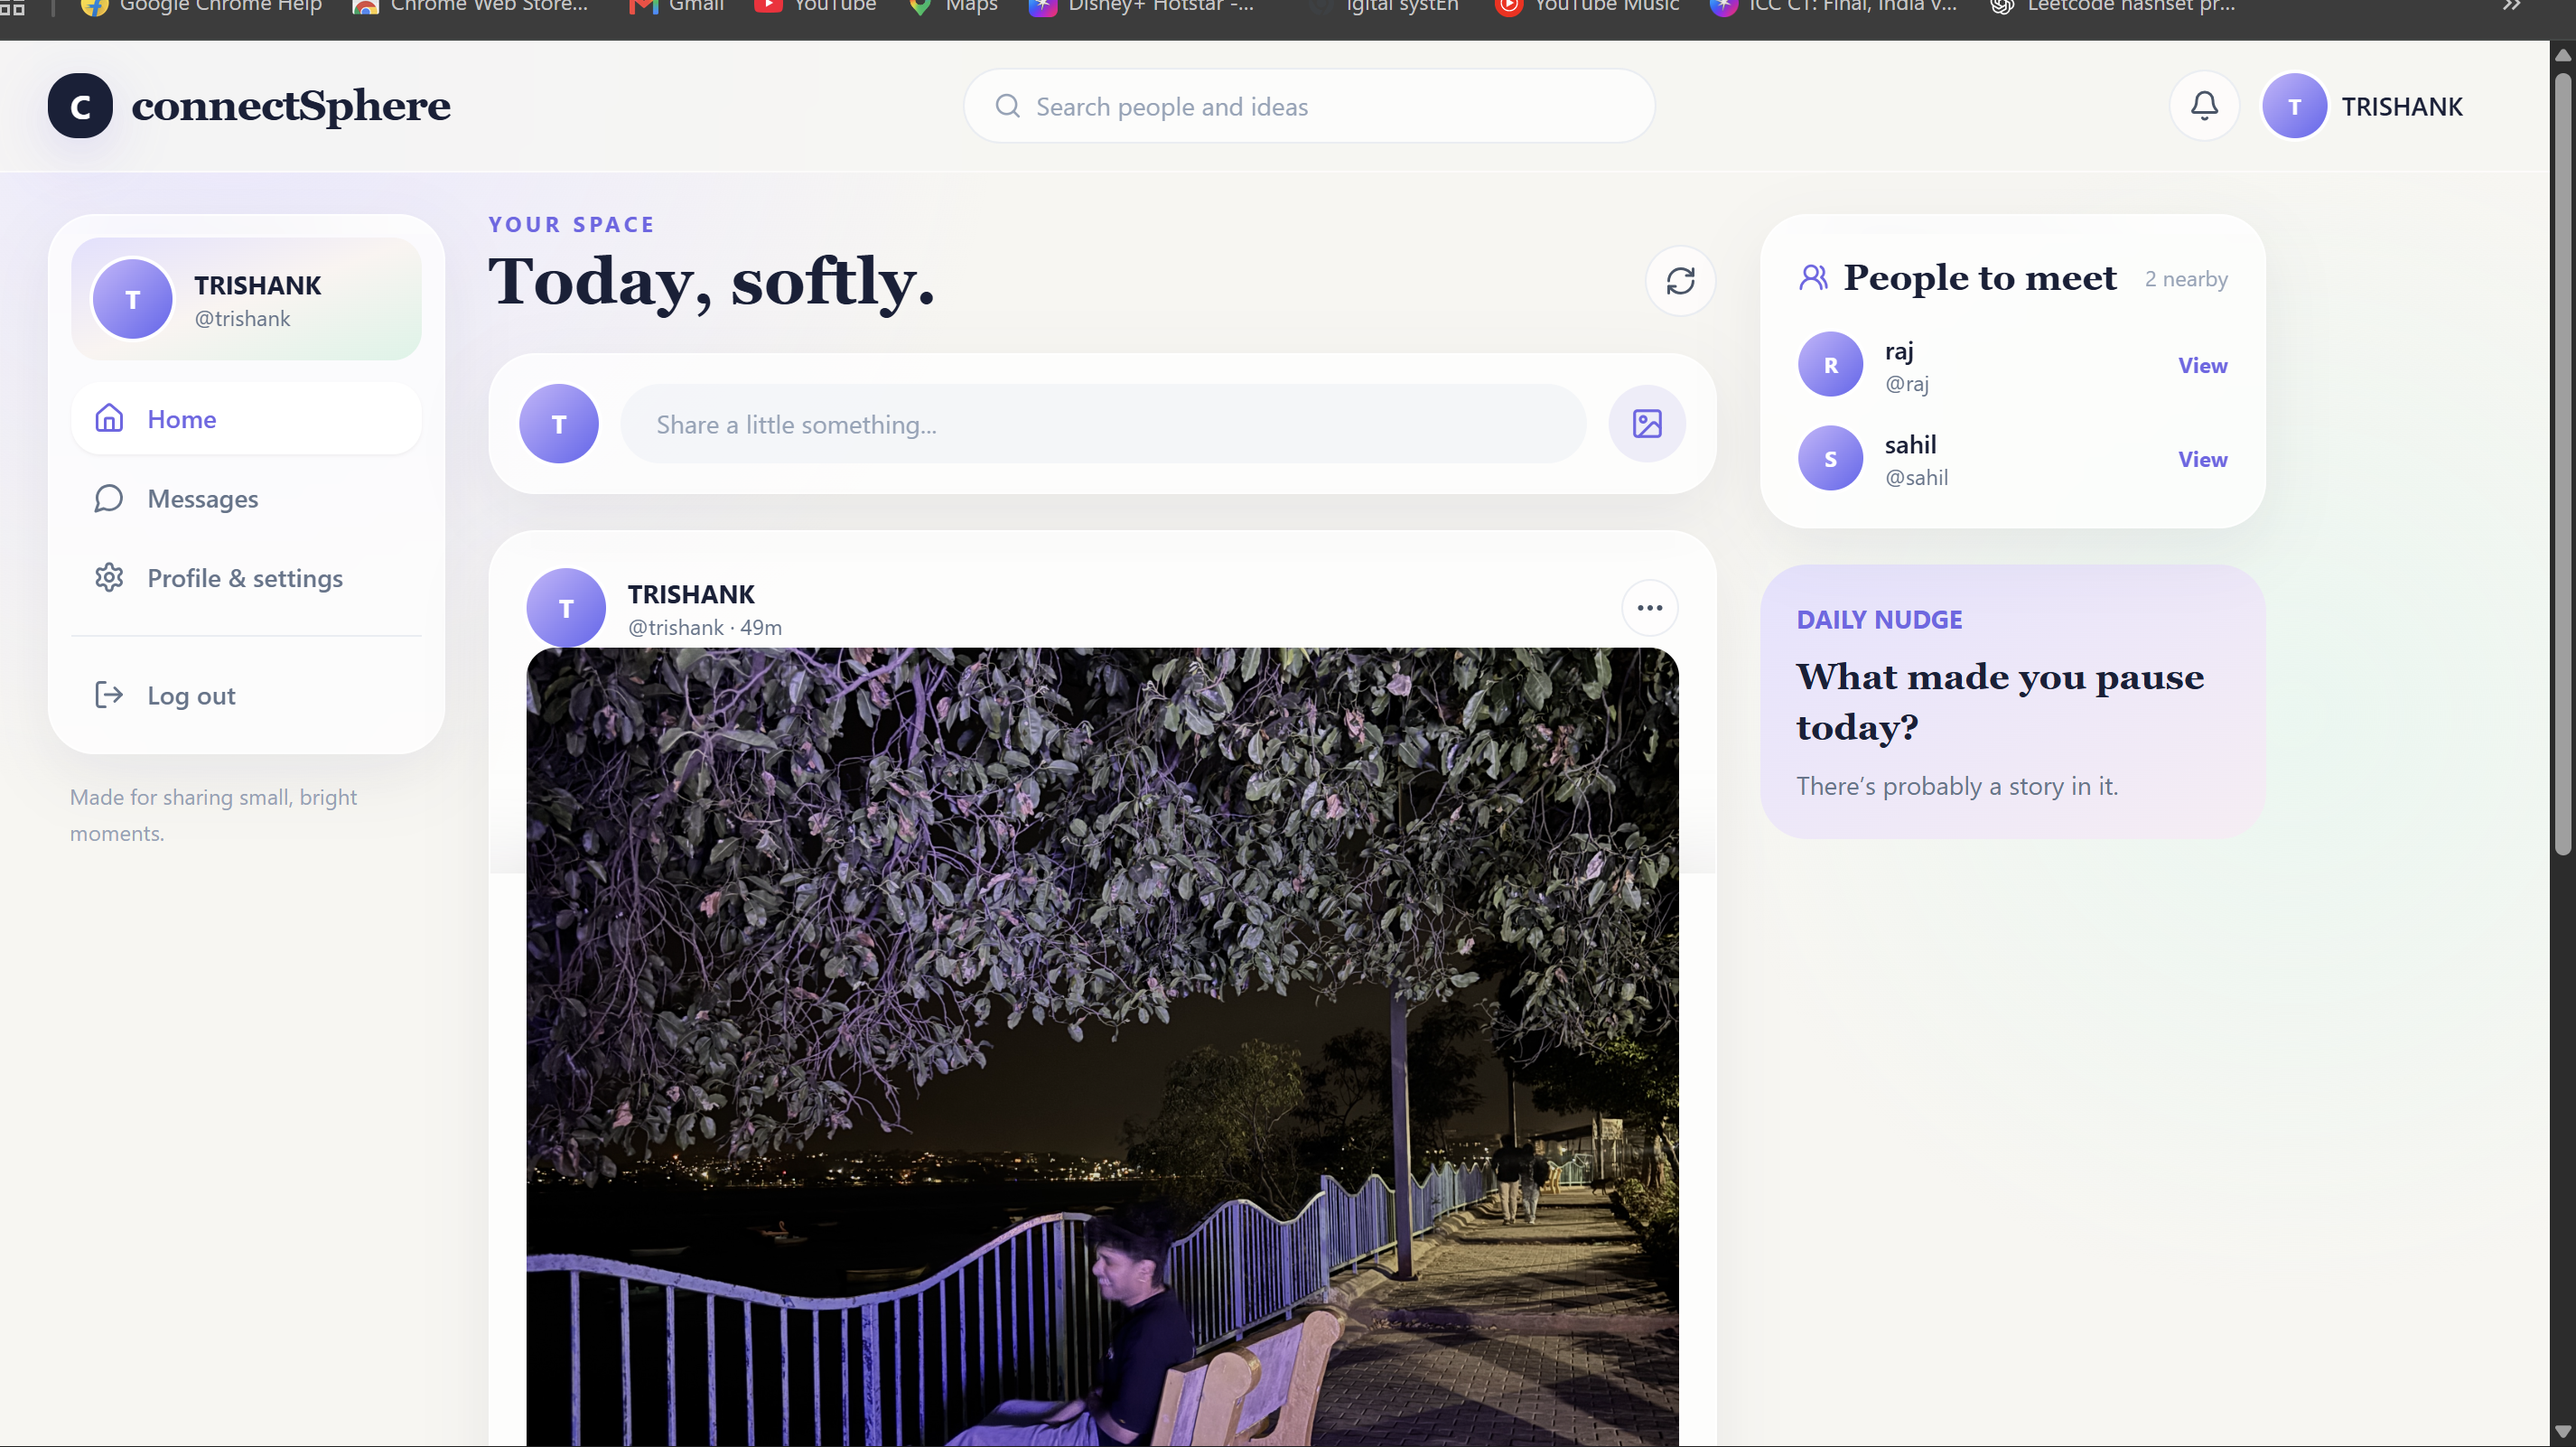 Google Chrome Help
Chrome Web Store...
Gmail
YouTube
Maps
Disney+ Hotstar -...
igital systEn
YouTube Music
ICC CT: Final, India v...
Leetcode hashset pr...
C connectSphere
Search people and ideas
T TRISHANK
T
TRISHANK
@trishank
Home
Messages
Profile & settings
Log out
Made for sharing small, bright
moments.
YOUR SPACE
Today, softly.
T
Share a little something...
T
TRISHANK
@trishank · 49m
People to meet 2 nearby
R
raj
@raj
View
S
sahil
@sahil
View
DAILY NUDGE
What made you pause
today?
There's probably a story in it.